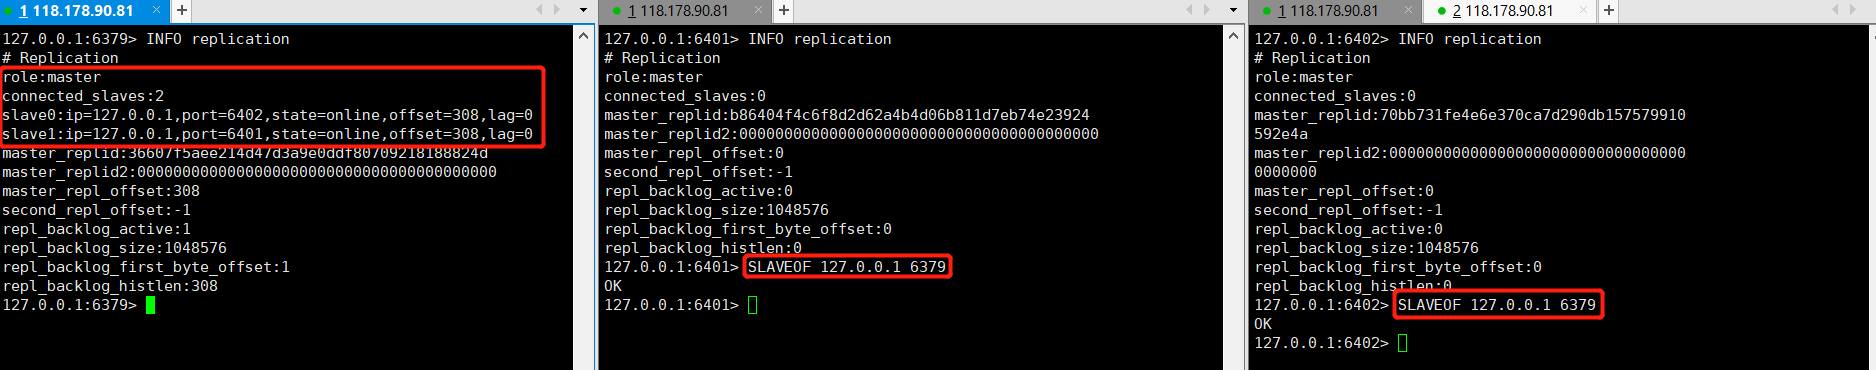 1 118.178.90.81
127.0.0.1:6379> INFO replication
# Replication
role:master
connected_slaves:2
slave0:ip=127.0.0.1,port=6402,state=online,offset=308,lag=0
slave1:ip=127.0.0.1,port=6401,state=online,offset=308,lag=0
master_replid:36607f5aee214d47d3a9e0ddf80709218188824d
master_replid2:0000000000000000000000000000000000000000
master_repl_offset:308
second_repl_offset:-1
repl_backlog_active:1
repl_backlog_size:1048576
repl_backlog_first_byte_offset:1
repl_backlog_histlen:308
127.0.0.1:6379>
1 118.178.90.81
127.0.0.1:6401> INFO replication
# Replication
role:master
connected_slaves:0
master_replid:b86404f4c6f8d2d62a4b4d06b811d7eb74e23924
master_replid2:0000000000000000000000000000000000000000
master_repl_offset:0
second_repl_offset:-1
repl_backlog_active:0
repl_backlog_size:1048576
repl_backlog_first_byte_offset:0
repl_backlog_histlen:0
127.0.0.1:6401> SLAVEOF 127.0.0.1 6379
OK
127.0.0.1:6401>
1 118.178.90.81
2 118.178.90.81
127.0.0.1:6402> INFO replication
# Replication
role:master
connected_slaves:0
master_replid:70bb731fe4e6e370ca7d290db157579910
592e4a
master_replid2:000000000000000000000000000000000
0000000
master_repl_offset:0
second_repl_offset:-1
repl_backlog_active:0
repl_backlog_size:1048576
repl_backlog_first_byte_offset:0
repl_backlog_histlen:0
127.0.0.1:6402> SLAVEOF 127.0.0.1 6379
OK
127.0.0.1:6402>